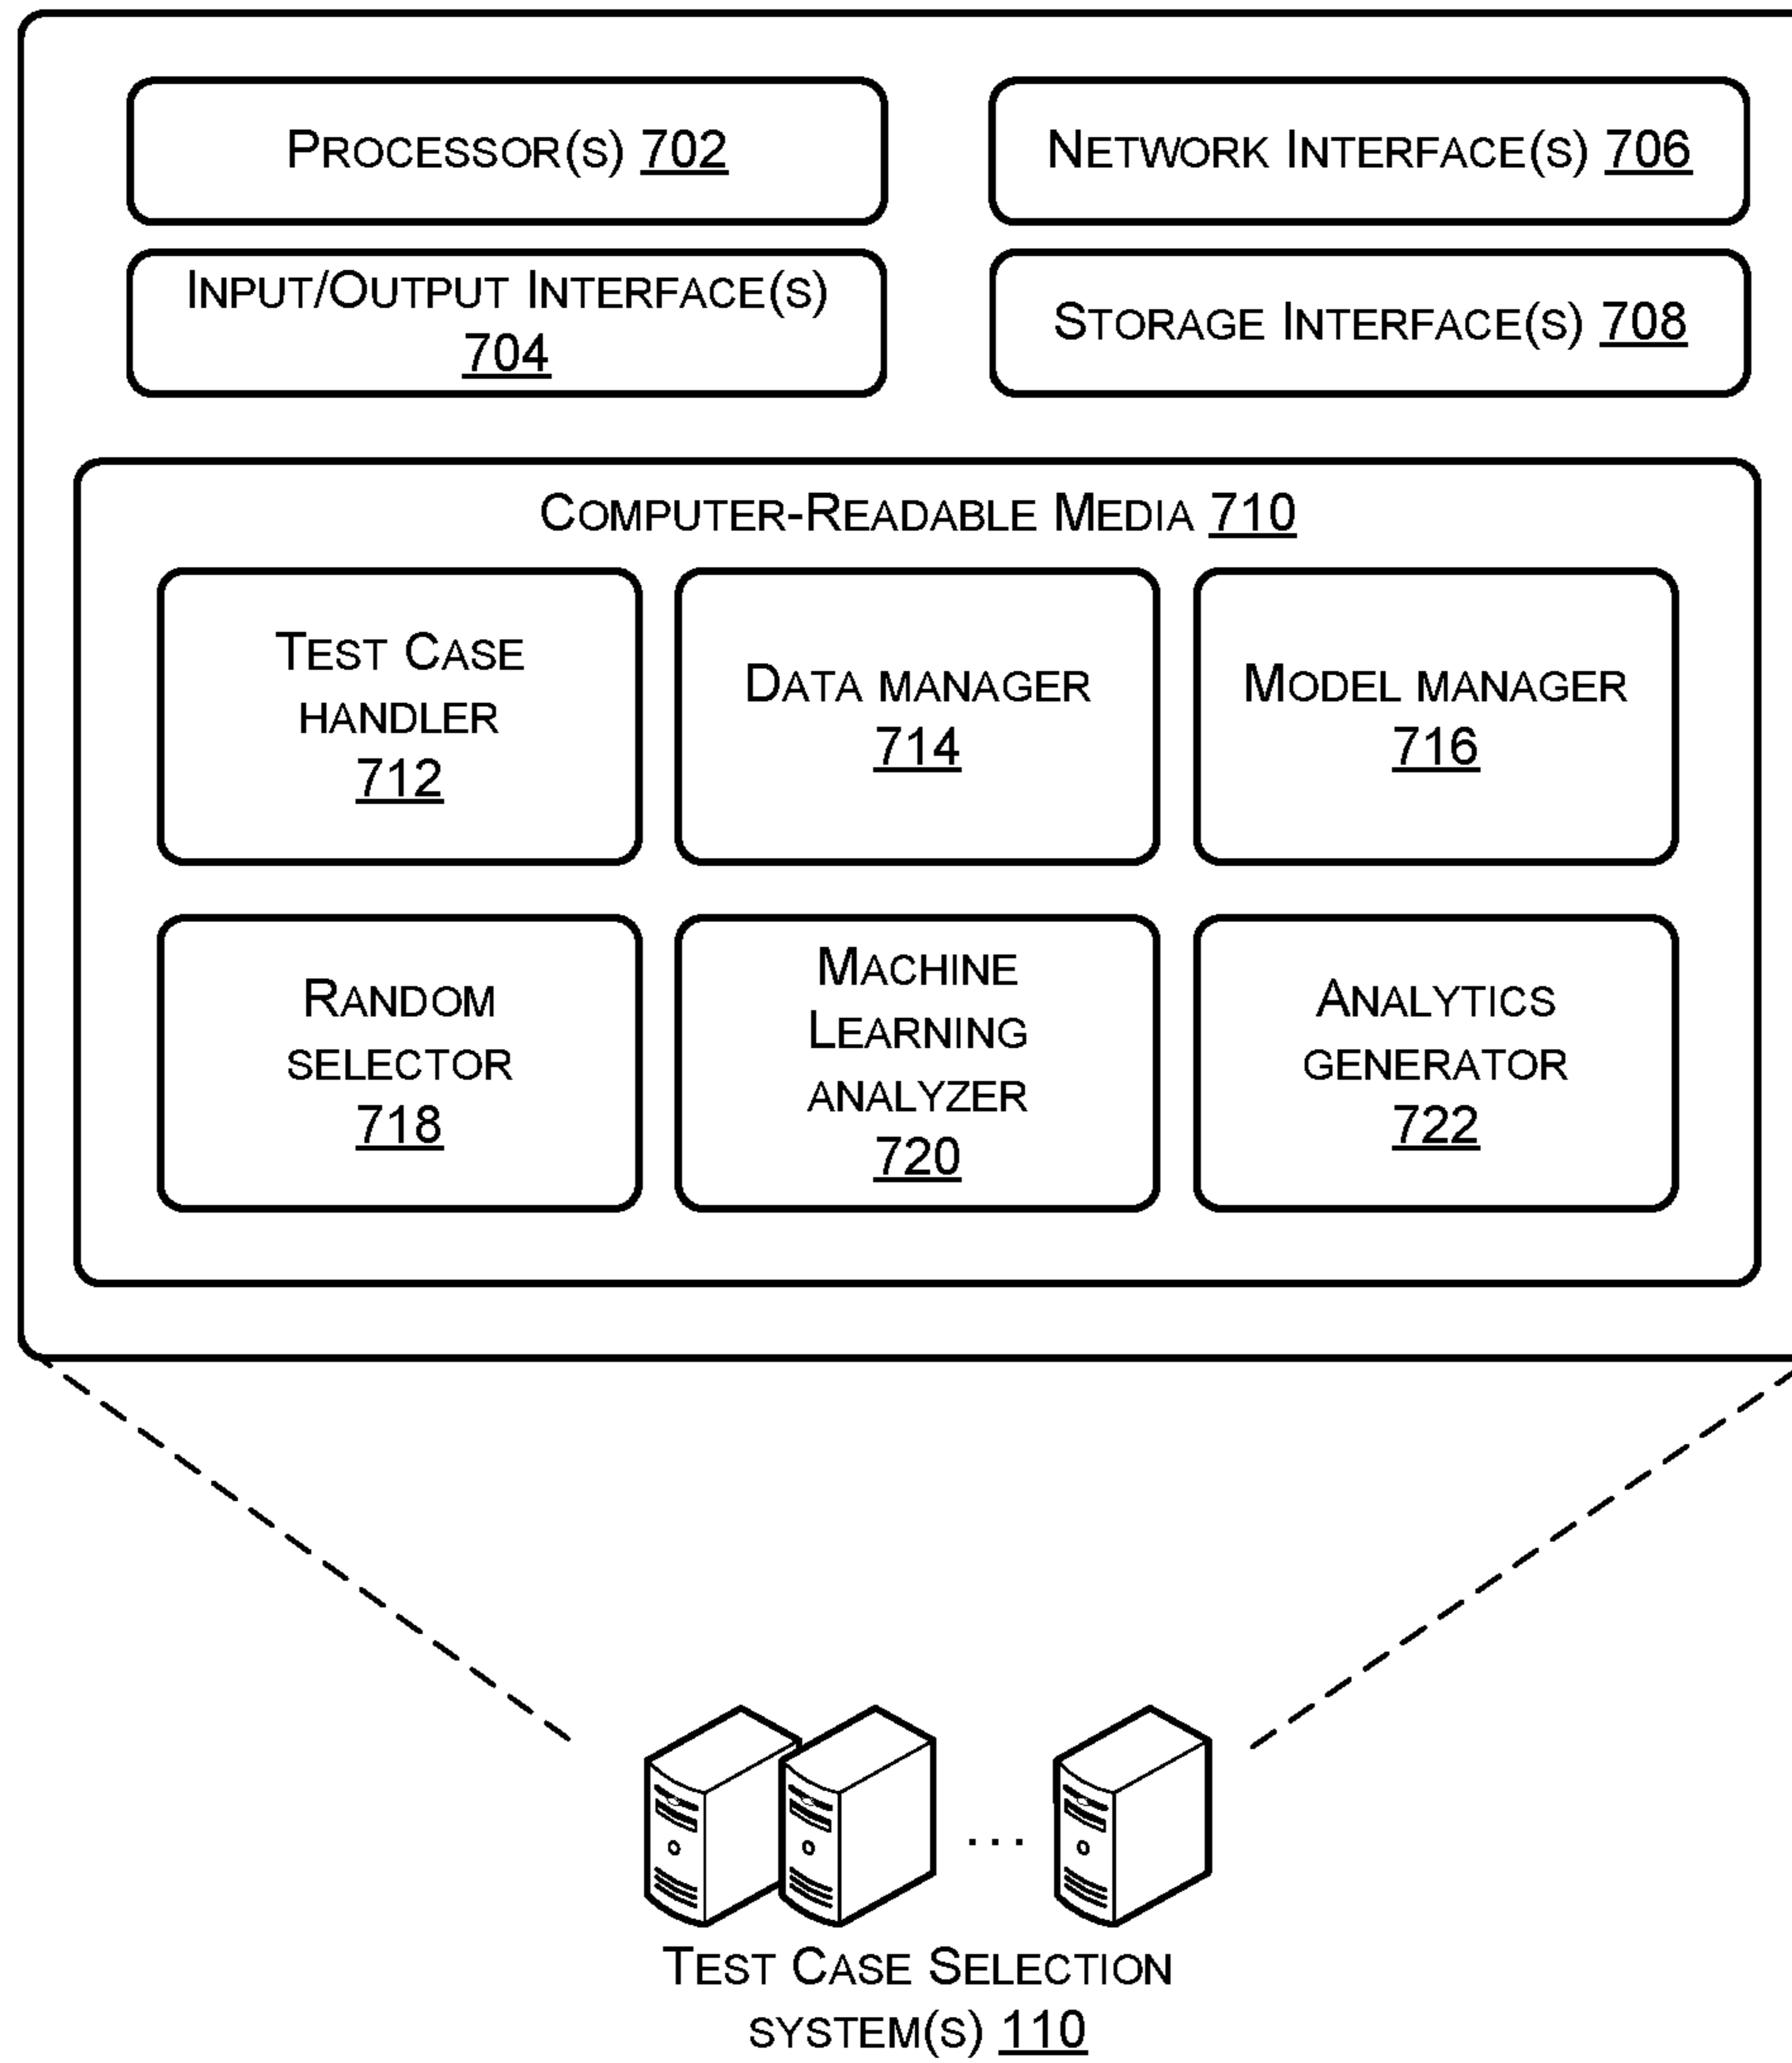 PROCESSOR(S) 702
NETWORK INTERFACE(S) 706
INPUT/OUTPUT INTERFACE(S)
704
STORAGE INTERFACE(S) 708
COMPUTER-READABLE MEDIA 710
TEST CASE
HANDLER
712
DATA MANAGER
714
MODEL MANAGER
716
RANDOM
SELECTOR
718
MACHINE
LEARNING
ANALYZER
720
ANALYTICS
GENERATOR
722
...
TEST CASE SELECTION
SYSTEM(S) 110